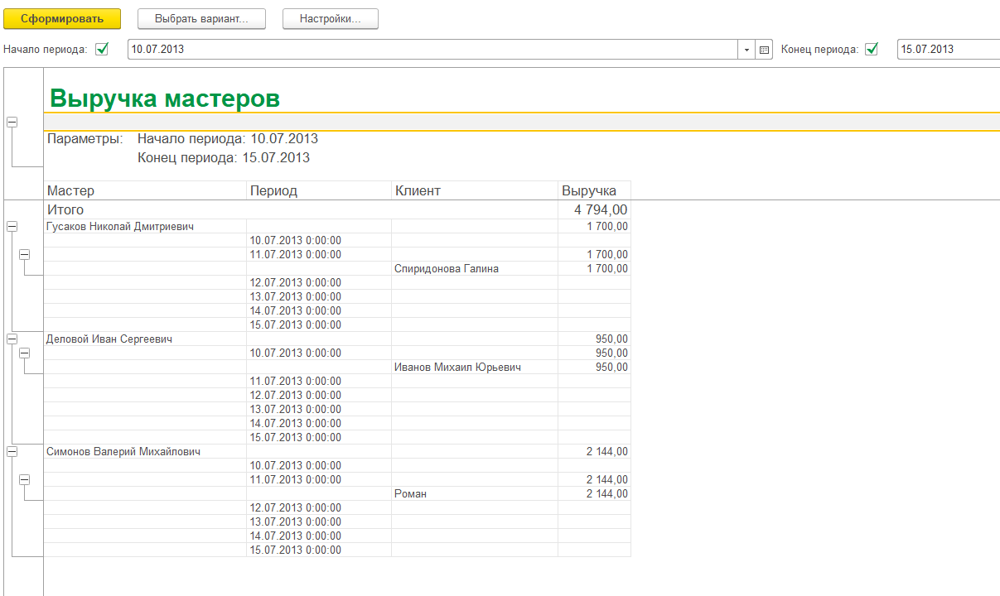 Сформировать Выбрать вариант... Настройки...
Начало периода: 10.07.2013 Конец периода: 15.07.2013
Выручка мастеров
Параметры: Начало периода: 10.07.2013
Конец периода: 15.07.2013
Мастер Период Клиент Выручка
Итого 4 794,00
Гусаков Николай Дмитриевич 1 700,00
10.07.2013 0:00:00
11.07.2013 0:00:00 1 700,00
Спиридонова Галина 1 700,00
12.07.2013 0:00:00
13.07.2013 0:00:00
14.07.2013 0:00:00
15.07.2013 0:00:00
Деловой Иван Сергеевич 950,00
10.07.2013 0:00:00 950,00
Иванов Михаил Юрьевич 950,00
11.07.2013 0:00:00
12.07.2013 0:00:00
13.07.2013 0:00:00
14.07.2013 0:00:00
15.07.2013 0:00:00
Симонов Валерий Михайлович 2 144,00
10.07.2013 0:00:00
11.07.2013 0:00:00 2 144,00
Роман 2 144,00
12.07.2013 0:00:00
13.07.2013 0:00:00
14.07.2013 0:00:00
15.07.2013 0:00:00